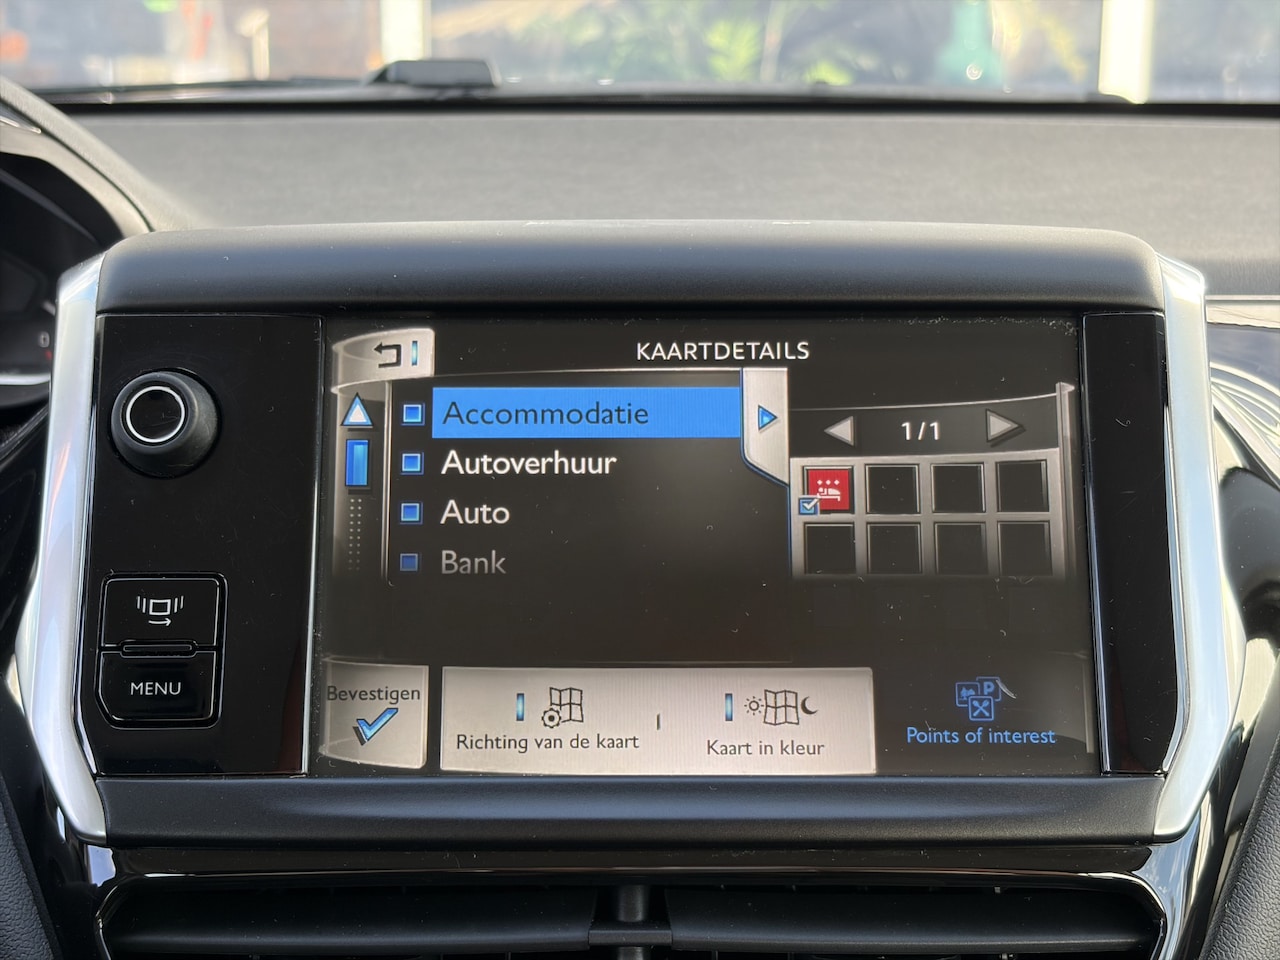 KAARTDETAILS
Accommodatie
Autoverhuur
Auto
Bank
1/1
MENU
Bevestigen
Richting van de kaart
Kaart in kleur
P
Points of interest